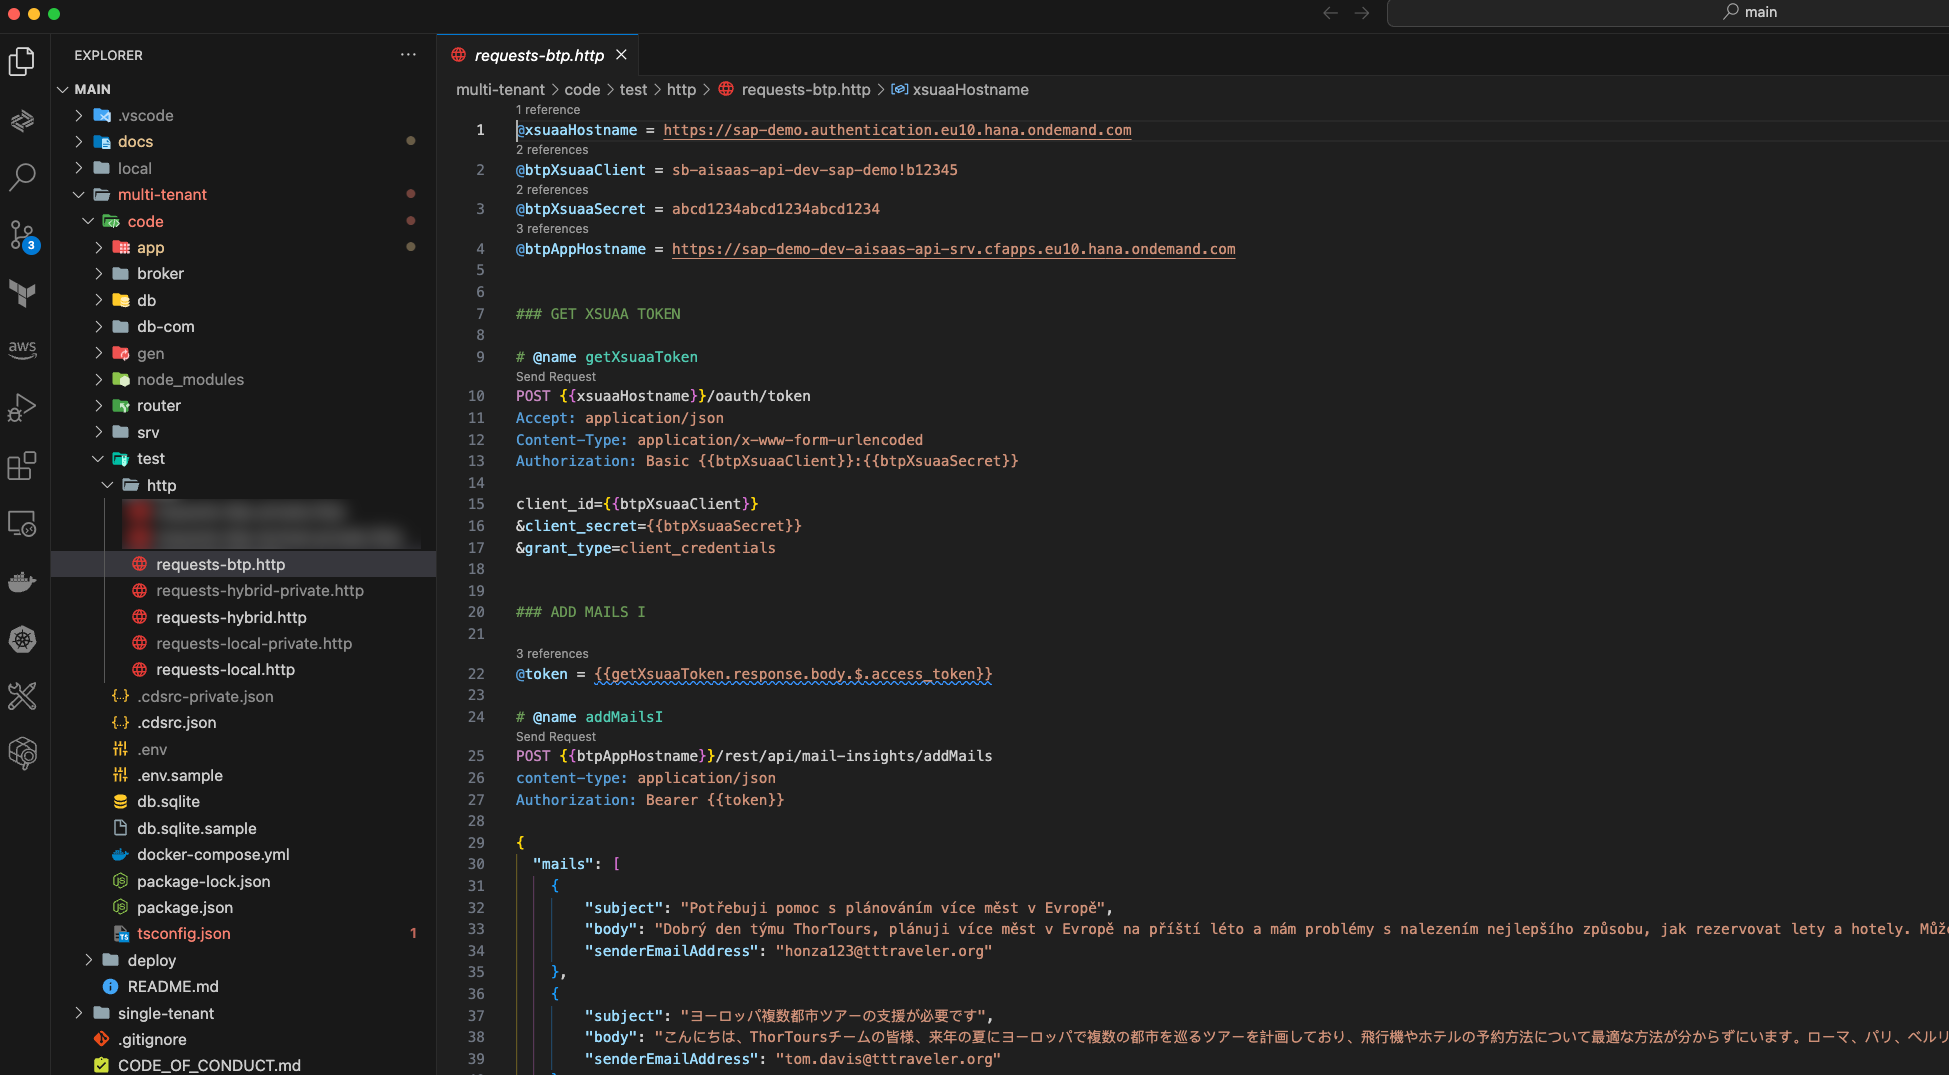 main
EXPLORER
MAIN
.vscode
docs
local
multi-tenant
code
app
broker
db
db-com
gen
node_modules
router
srv
test
http
requests-btp.http
requests-hybrid-private.http
requests-hybrid.http
requests-local-private.http
requests-local.http
.cdsrc-private.json
.cdsrc.json
.env
.env.sample
db.sqlite
db.sqlite.sample
docker-compose.yml
package-lock.json
package.json
tsconfig.json 1
deploy
README.md
single-tenant
.gitignore
CODE_OF_CONDUCT.md
3
aws
requests-btp.http
multi-tenant > code > test > http > requests-btp.http > xsuaaHostname
1 reference
1 @xsuaaHostname = https://sap-demo.authentication.eu10.hana.ondemand.com
2 references
2 @btpXsuaaClient = sb-aisaas-api-dev-sap-demo!b12345
2 references
3 @btpXsuaaSecret = abcd1234abcd1234abcd1234
3 references
4 @btpAppHostname = https://sap-demo-dev-aisaas-api-srv.cfapps.eu10.hana.ondemand.com
5
6
7 ### GET XSUAA TOKEN
8
9 # @name getXsuaaToken
Send Request
10 POST {{xsuaaHostname}}/oauth/token
11 Accept: application/json
12 Content-Type: application/x-www-form-urlencoded
13 Authorization: Basic {{btpXsuaaClient}}:{{btpXsuaaSecret}}
14
15 client_id={{btpXsuaaClient}}
16 &client_secret={{btpXsuaaSecret}}
17 &grant_type=client_credentials
18
19
20 ### ADD MAILS I
21
3 references
22 @token = {{getXsuaaToken.response.body.$.access_token}}
23
24 # @name addMailsI
Send Request
25 POST {{btpAppHostname}}/rest/api/mail-insights/addMails
26 content-type: application/json
27 Authorization: Bearer {{token}}
28
29 {
30 "mails": [
31 {
32 "subject": "Potřebuji pomoc s plánováním více měst v Evropě",
33 "body": "Dobrý den týmu ThorTours, plánuji více měst v Evropě na příští léto a mám problémy s nalezením nejlepšího způsobu, jak rezervovat lety a hotely. Může
34 "senderEmailAddress": "honza123@tttraveler.org"
35 },
36 {
37 "subject": "ヨーロッパ複数都市ツアーの支援が必要です",
38 "body": "こんにちは、ThorToursチームの皆様、来年の夏にヨーロッパで複数の都市を巡るツアーを計画しており、飛行機やホテルの予約方法について最適な方法が分からずにいます。ローマ、パリ、ベルリ
39 "senderEmailAddress": "tom.davis@tttraveler.org"